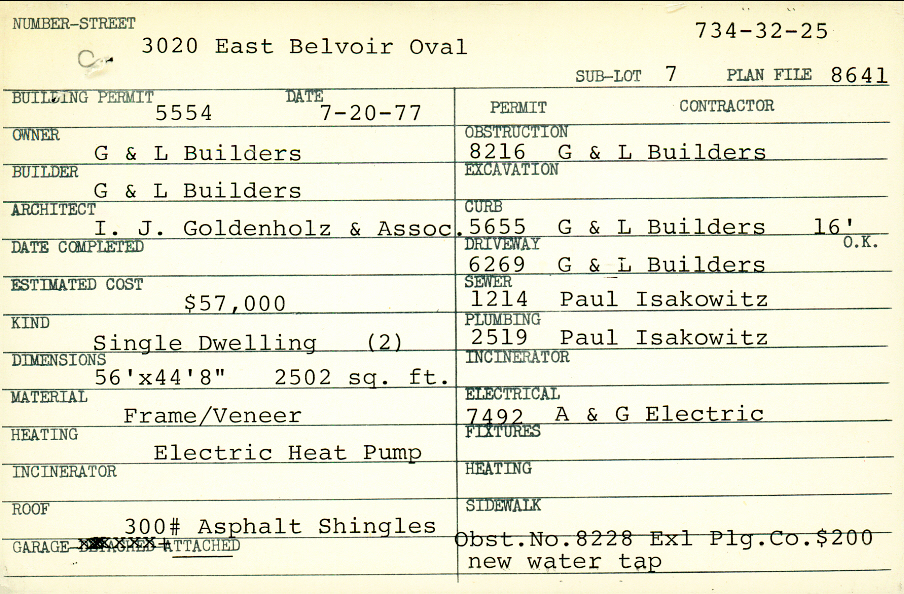 NUMBER-STREET
3020 East Belvoir Oval
734-32-25
SUB-LOT 7 PLAN FILE 8641
BUILDING PERMIT 5554 DATE 7-20-77
OWNER
G & L Builders
BUILDER
G & L Builders
ARCHITECT
I. J. Goldenholz & Assoc.
DATE COMPLETED
ESTIMATED COST
$57,000
KIND
Single Dwelling (2)
DIMENSIONS
56'x44'8" 2502 sq. ft.
MATERIAL
Frame/Veneer
HEATING
Electric Heat Pump
INCINERATOR
ROOF
300# Asphalt Shingles
GARAGE-DETACHED-ATTACHED
PERMIT CONTRACTOR
OBSTRUCTION
8216 G & L Builders
EXCAVATION
CURB
5655 G & L Builders 16'
O.K.
DRIVEWAY
6269 G & L Builders
SEWER
1214 Paul Isakowitz
PLUMBING
2519 Paul Isakowitz
INCINERATOR
ELECTRICAL
7492 A & G Electric
FIXTURES
HEATING
SIDEWALK
Obst.No.8228 Exl Plg.Co.$200
new water tap